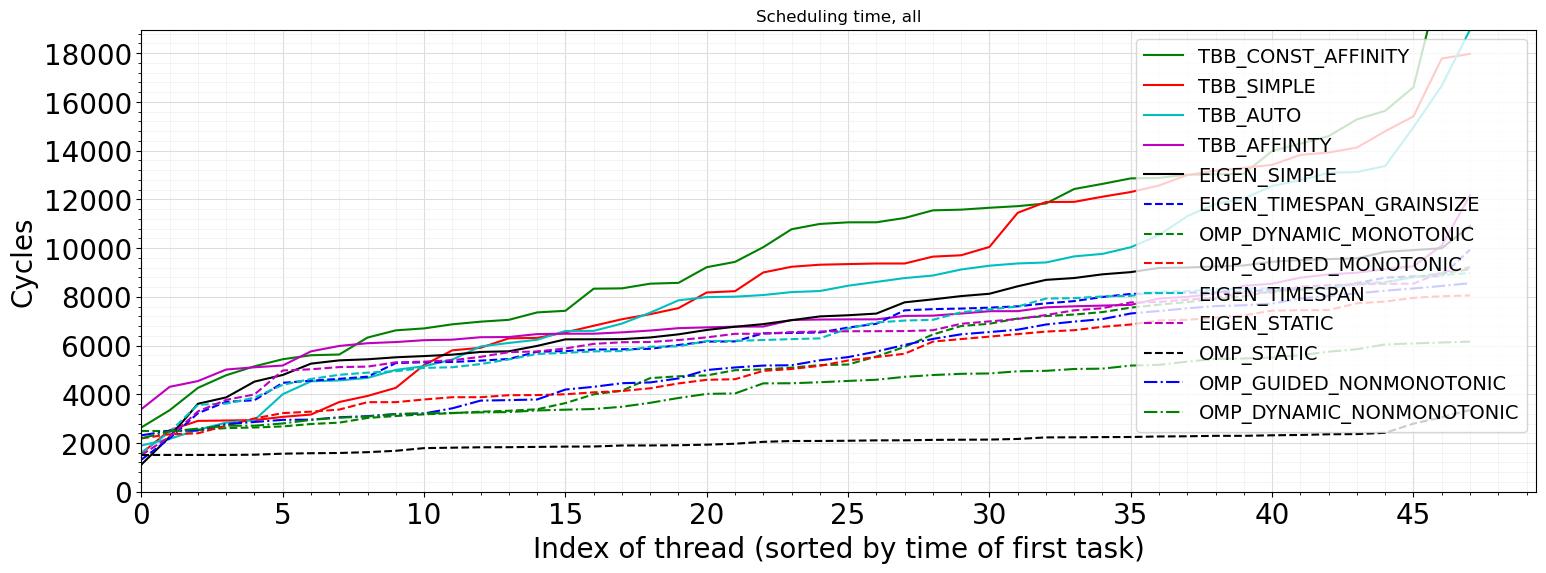 Scheduling time, all
18000
16000
14000
12000
10000
8000
6000
4000
2000
0
Cycles
TBB_CONST_AFFINITY
TBB_SIMPLE
TBB_AUTO
TBB_AFFINITY
EIGEN_SIMPLE
EIGEN_TIMESPAN_GRAINSIZE
OMP_DYNAMIC_MONOTONIC
OMP_GUIDED_MONOTONIC
EIGEN_TIMESPAN
EIGEN_STATIC
OMP_STATIC
OMP_GUIDED_NONMONOTONIC
OMP_DYNAMIC_NONMONOTONIC
0 5 10 15 20 25 30 35 40 45
Index of thread (sorted by time of first task)